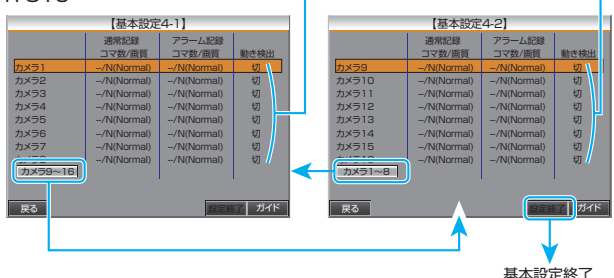 【基本設定4-1】
通常記録 アラーム記録
コマ数/画質 コマ数/画質 動き検出
カメラ1 --/N(Normal) --/N(Normal) 切
カメラ2 --/N(Normal) --/N(Normal) 切
カメラ3 --/N(Normal) --/N(Normal) 切
カメラ4 --/N(Normal) --/N(Normal) 切
カメラ5 --/N(Normal) --/N(Normal) 切
カメラ6 --/N(Normal) --/N(Normal) 切
カメラ7 --/N(Normal) --/N(Normal) 切
--/N(Normal) --/N(Normal) 切
カメラ9～16
戻る 設定終了 ガイド
【基本設定4-2】
通常記録 アラーム記録
コマ数/画質 コマ数/画質 動き検出
カメラ9 --/N(Normal) --/N(Normal) 切
カメラ10 --/N(Normal) --/N(Normal) 切
カメラ11 --/N(Normal) --/N(Normal) 切
カメラ12 --/N(Normal) --/N(Normal) 切
カメラ13 --/N(Normal) --/N(Normal) 切
カメラ14 --/N(Normal) --/N(Normal) 切
カメラ15 --/N(Normal) --/N(Normal) 切
--/N(Normal) --/N(Normal) 切
カメラ1～8
戻る 設定終了 ガイド
基本設定終了